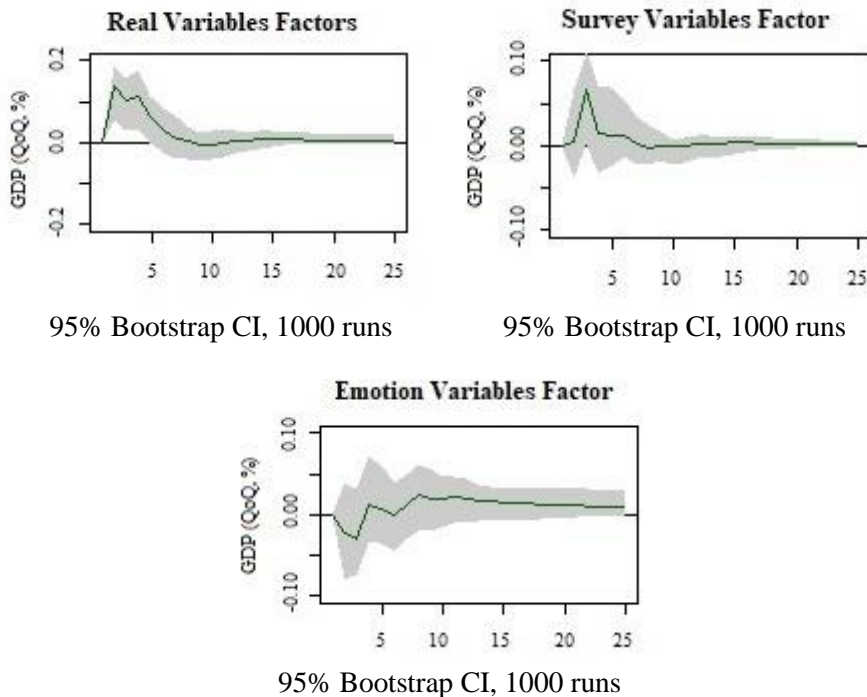 Real Variables Factors
GDP (QoQ, %)
0.2
0.0
-0.2
5 10 15 20 25
95% Bootstrap CI, 1000 runs
Survey Variables Factor
GDP (QoQ, %)
0.10
0.00
-0.10
5 10 15 20 25
95% Bootstrap CI, 1000 runs
Emotion Variables Factor
GDP (QoQ, %)
0.10
0.00
-0.10
5 10 15 20 25
95% Bootstrap CI, 1000 runs